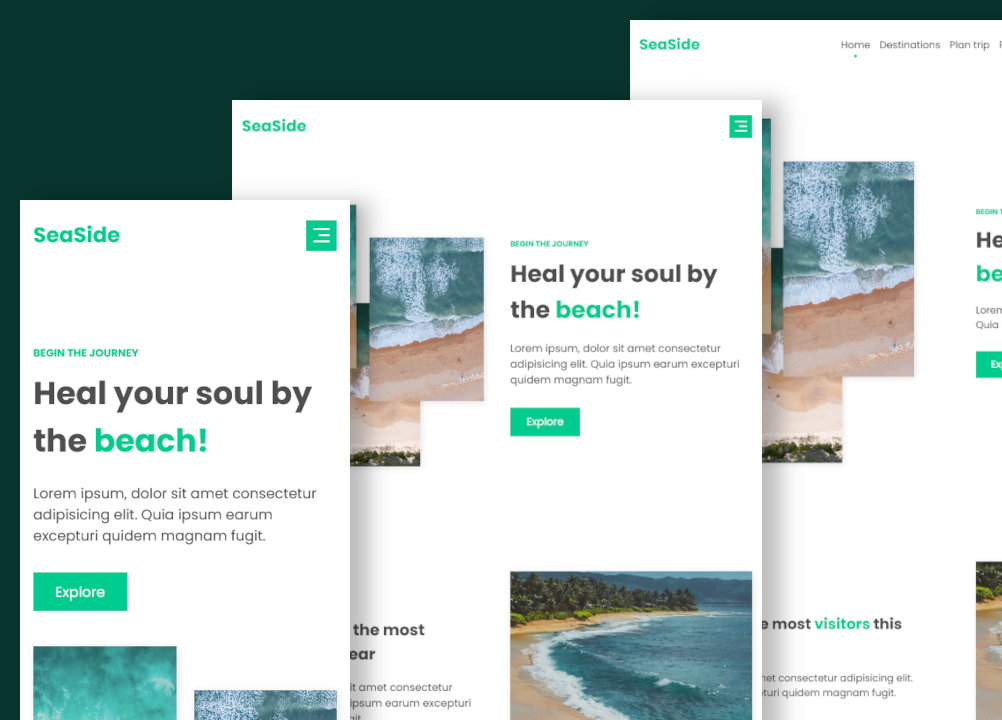 SeaSide
BEGIN THE JOURNEY
Heal your soul by
the beach!
Lorem ipsum, dolor sit amet consectetur
adipisicing elit. Quia ipsum earum
excepturi quidem magnam fugit.
Explore
SeaSide
BEGIN THE JOURNEY
Heal your soul by
the beach!
Lorem ipsum, dolor sit amet consectetur
adipisicing elit. Quia ipsum earum excepturi
quidem magnam fugit.
Explore
the most
ear
it amet consectetur
ipsum earum excepturi
SeaSide
Home Destinations Plan trip
BEGIN
He
be
Lorem
Quia
Ex
most visitors this
consectetur adipisicing elit.
quidem magnam fugit.